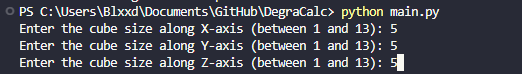 PS C:\Users\Blxxd\Documents\GitHub\DegraCalc> python main.py
Enter the cube size along X-axis (between 1 and 13): 5
Enter the cube size along Y-axis (between 1 and 13): 5
Enter the cube size along Z-axis (between 1 and 13): 5